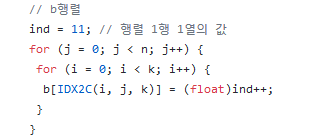 // b행렬
ind = 11; // 행렬 1행 1열의 값
for (j = 0; j < n; j++) {
for (i = 0; i < k; i++) {
b[IDX2C(i, j, k)] = (float)ind++;
}
}